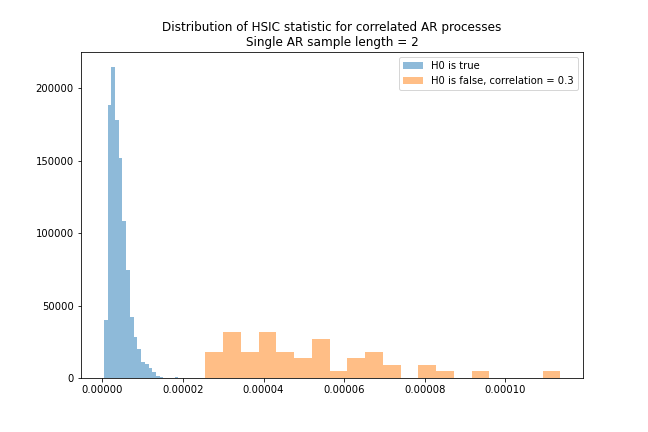 Distribution of HSIC statistic for correlated AR processes
Single AR sample length = 2
H0 is true
H0 is false, correlation = 0.3
200000
150000
100000
50000
0
0.00000 0.00002 0.00004 0.00006 0.00008 0.00010